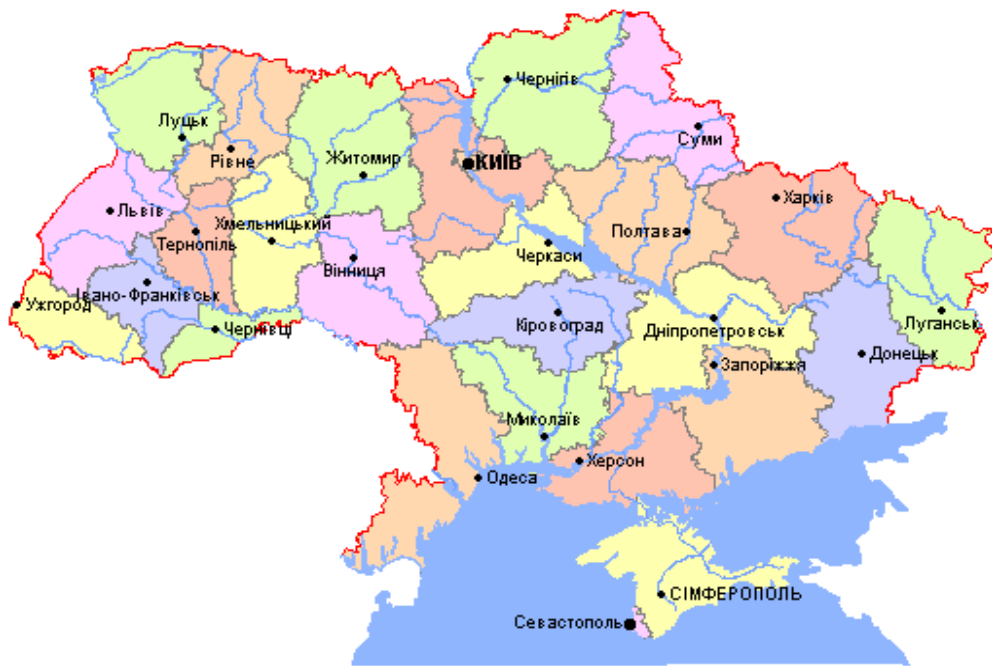 Чернігів
Луцьк
Суми
Рівне
Житомир
КИЇВ
Харків
Львів
Хмельницький
Тернопіль
Полтава
Черкаси
Вінниця
Івано-Франківськ
Ужгород
Чернівці
Кіровоград
Дніпропетровськ
Луганськ
Донецьк
Запоріжжя
Миколаїв
Херсон
Одеса
СІМФЕРОПОЛЬ
Севастополь